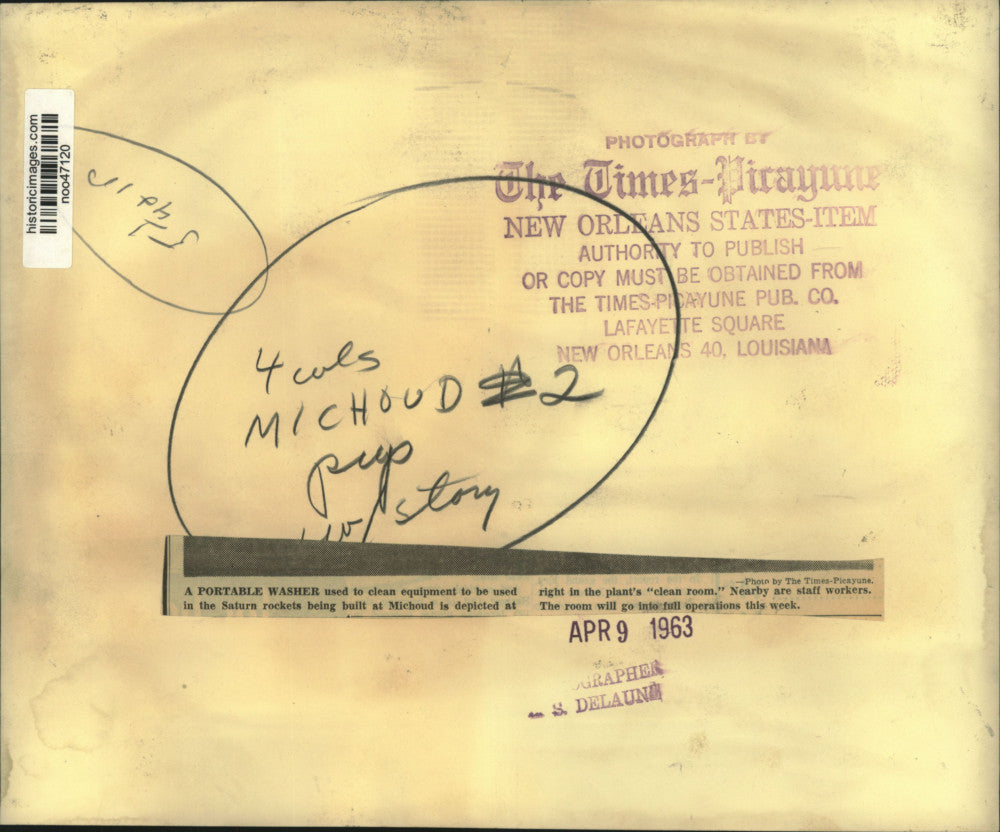 historicimages.com
noo47120
PHOTOGRAPH BY
The Times-Picayune
NEW ORLEANS STATES-ITEM
AUTHORITY TO PUBLISH
OR COPY MUST BE OBTAINED FROM
THE TIMES-PICAYUNE PUB. CO.
LAFAYETTE SQUARE
NEW ORLEANS 40, LOUISIANA
4 cols
MICHOUD #2
pup
w/ story
—Photo by The Times-Picayune.
A PORTABLE WASHER used to clean equipment to be used
in the Saturn rockets being built at Michoud is depicted at
right in the plant's "clean room." Nearby are staff workers.
The room will go into full operations this week.
APR 9 1963
GRAPHER
S. DELAUNE